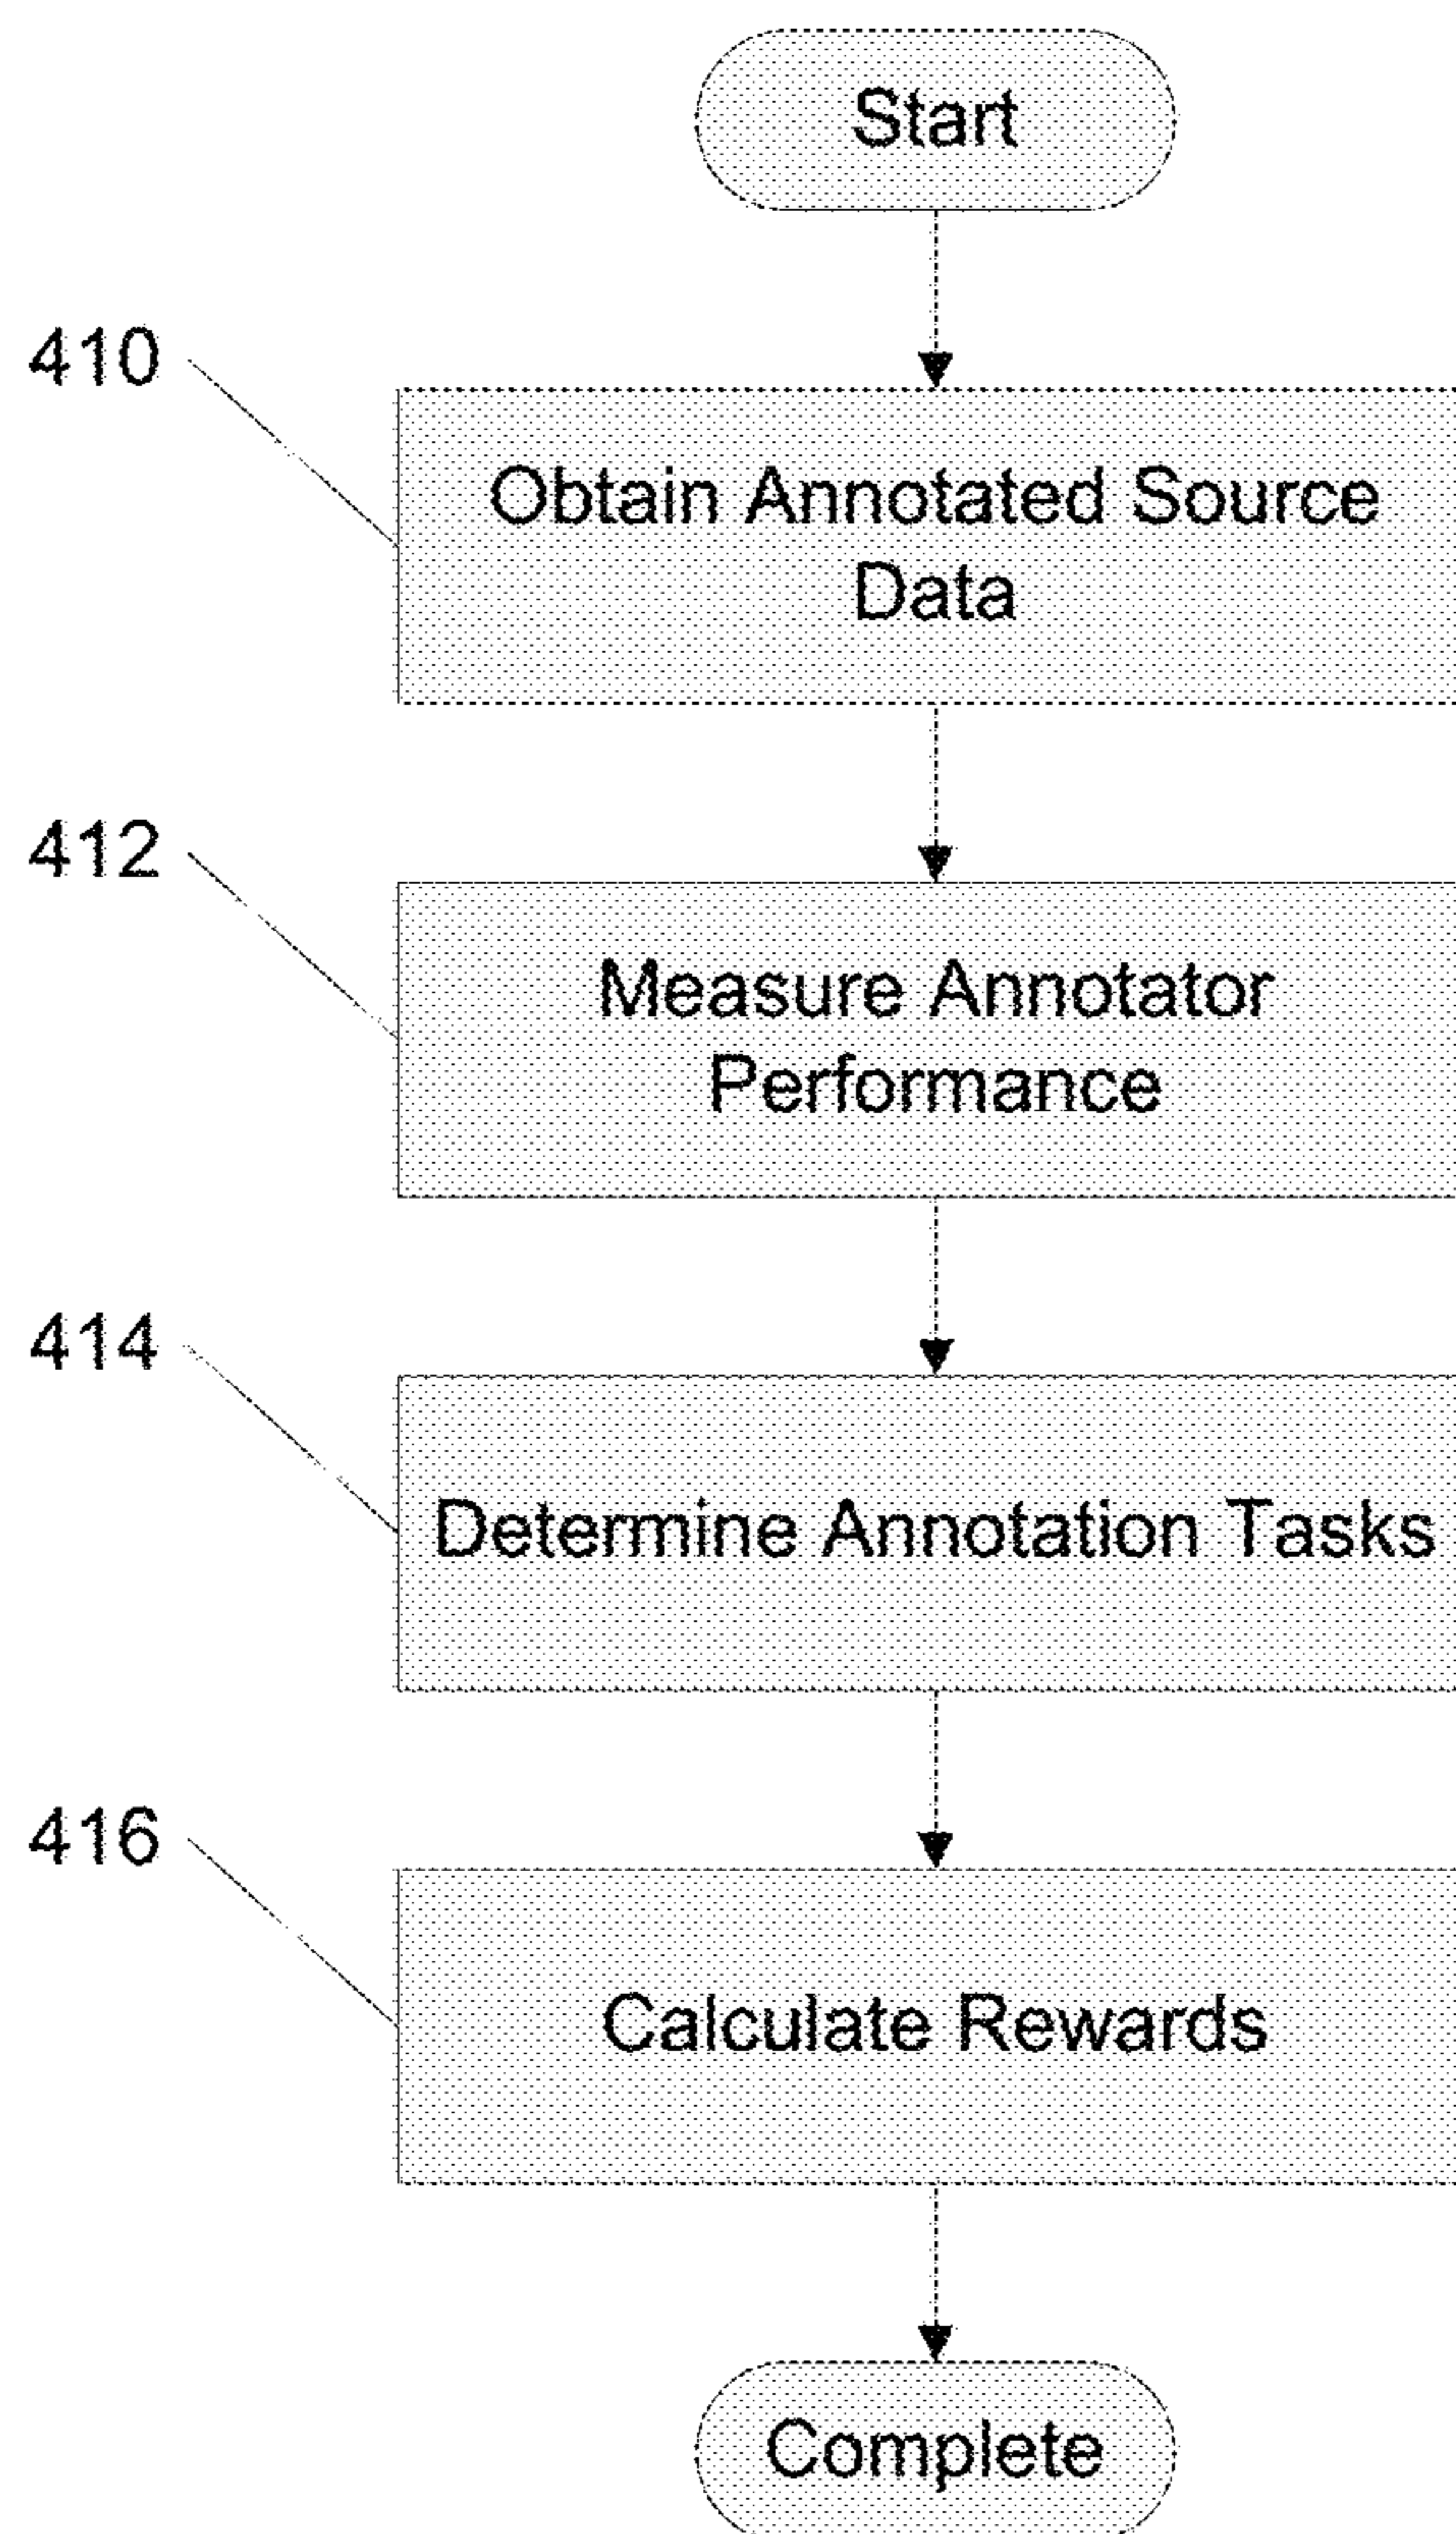 Start
410
Obtain Annotated Source
Data
412
Measure Annotator
Performance
414
Determine Annotation Tasks
416
Calculate Rewards
Complete